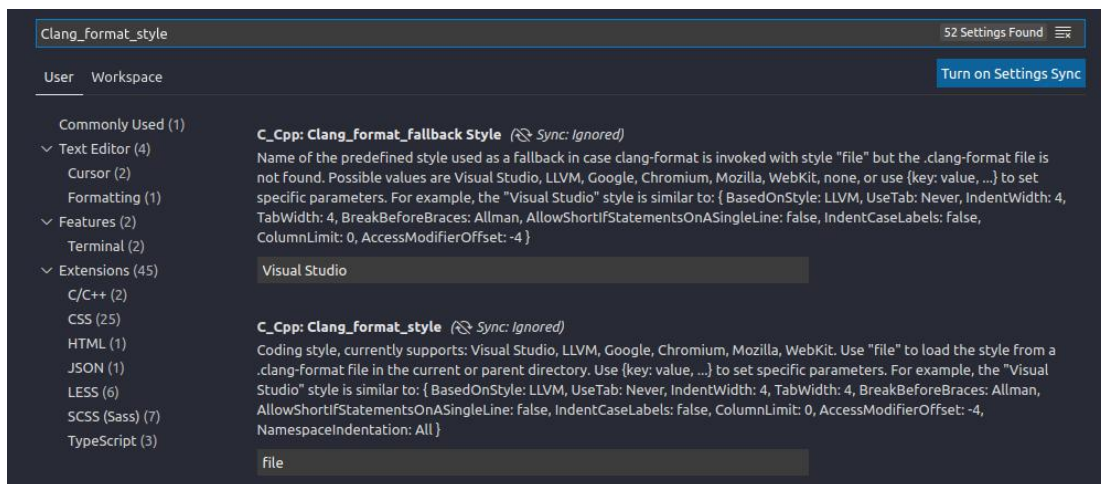 Clang_format_style
52 Settings Found
User Workspace
Turn on Settings Sync
Commonly Used (1)
Text Editor (4)
Cursor (2)
Formatting (1)
Features (2)
Terminal (2)
Extensions (45)
C/C++ (2)
CSS (25)
HTML (1)
JSON (1)
LESS (6)
SCSS (Sass) (7)
TypeScript (3)
C_Cpp: Clang_format_fallback Style (Sync: Ignored)
Name of the predefined style used as a fallback in case clang-format is invoked with style "file" but the .clang-format file is
not found. Possible values are Visual Studio, LLVM, Google, Chromium, Mozilla, WebKit, none, or use {key: value, ...} to set
specific parameters. For example, the "Visual Studio" style is similar to: { BasedOnStyle: LLVM, UseTab: Never, IndentWidth: 4,
TabWidth: 4, BreakBeforeBraces: Allman, AllowShortIfStatementsOnASingleLine: false, IndentCaseLabels: false,
ColumnLimit: 0, AccessModifierOffset: -4 }
Visual Studio
C_Cpp: Clang_format_style (Sync: Ignored)
Coding style, currently supports: Visual Studio, LLVM, Google, Chromium, Mozilla, WebKit. Use "file" to load the style from a
.clang-format file in the current or parent directory. Use {key: value, ...} to set specific parameters. For example, the "Visual
Studio" style is similar to: { BasedOnStyle: LLVM, UseTab: Never, IndentWidth: 4, TabWidth: 4, BreakBeforeBraces: Allman,
AllowShortIfStatementsOnASingleLine: false, IndentCaseLabels: false, ColumnLimit: 0, AccessModifierOffset: -4,
NamespaceIndentation: All }
file